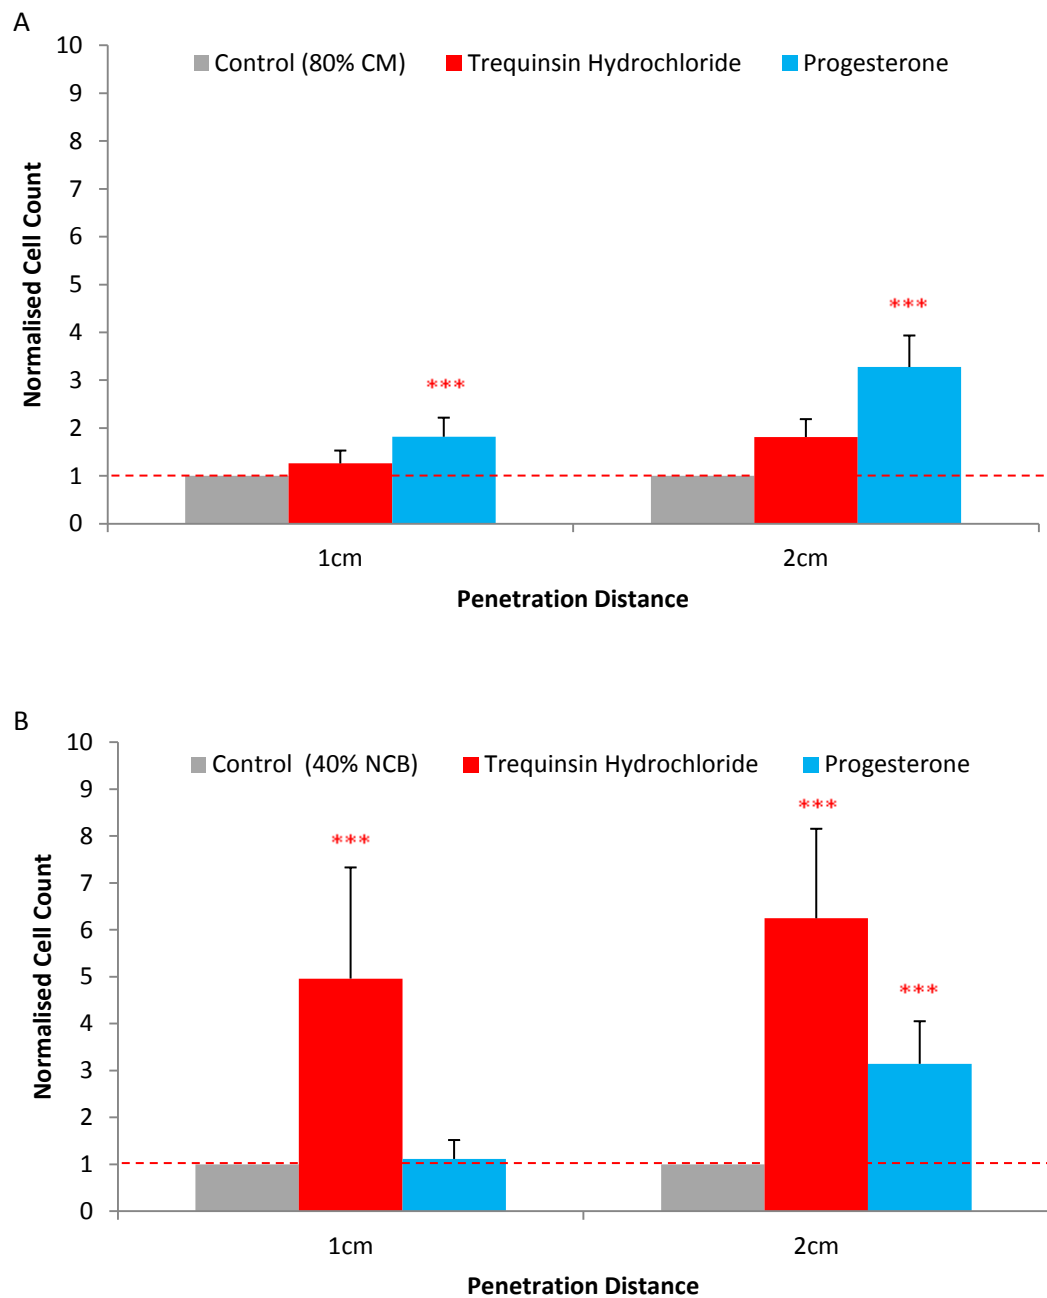 A
Control (80% CM) Trequinsin Hydrochloride Progesterone
Normalised Cell Count
10
9
8
7
6
5
4
3
2
1
0
***
***
1cm 2cm
Penetration Distance
B
Control (40% NCB) Trequinsin Hydrochloride Progesterone
Normalised Cell Count
10
9
8
7
6
5
4
3
2
1
0
***
***
***
1cm 2cm
Penetration Distance